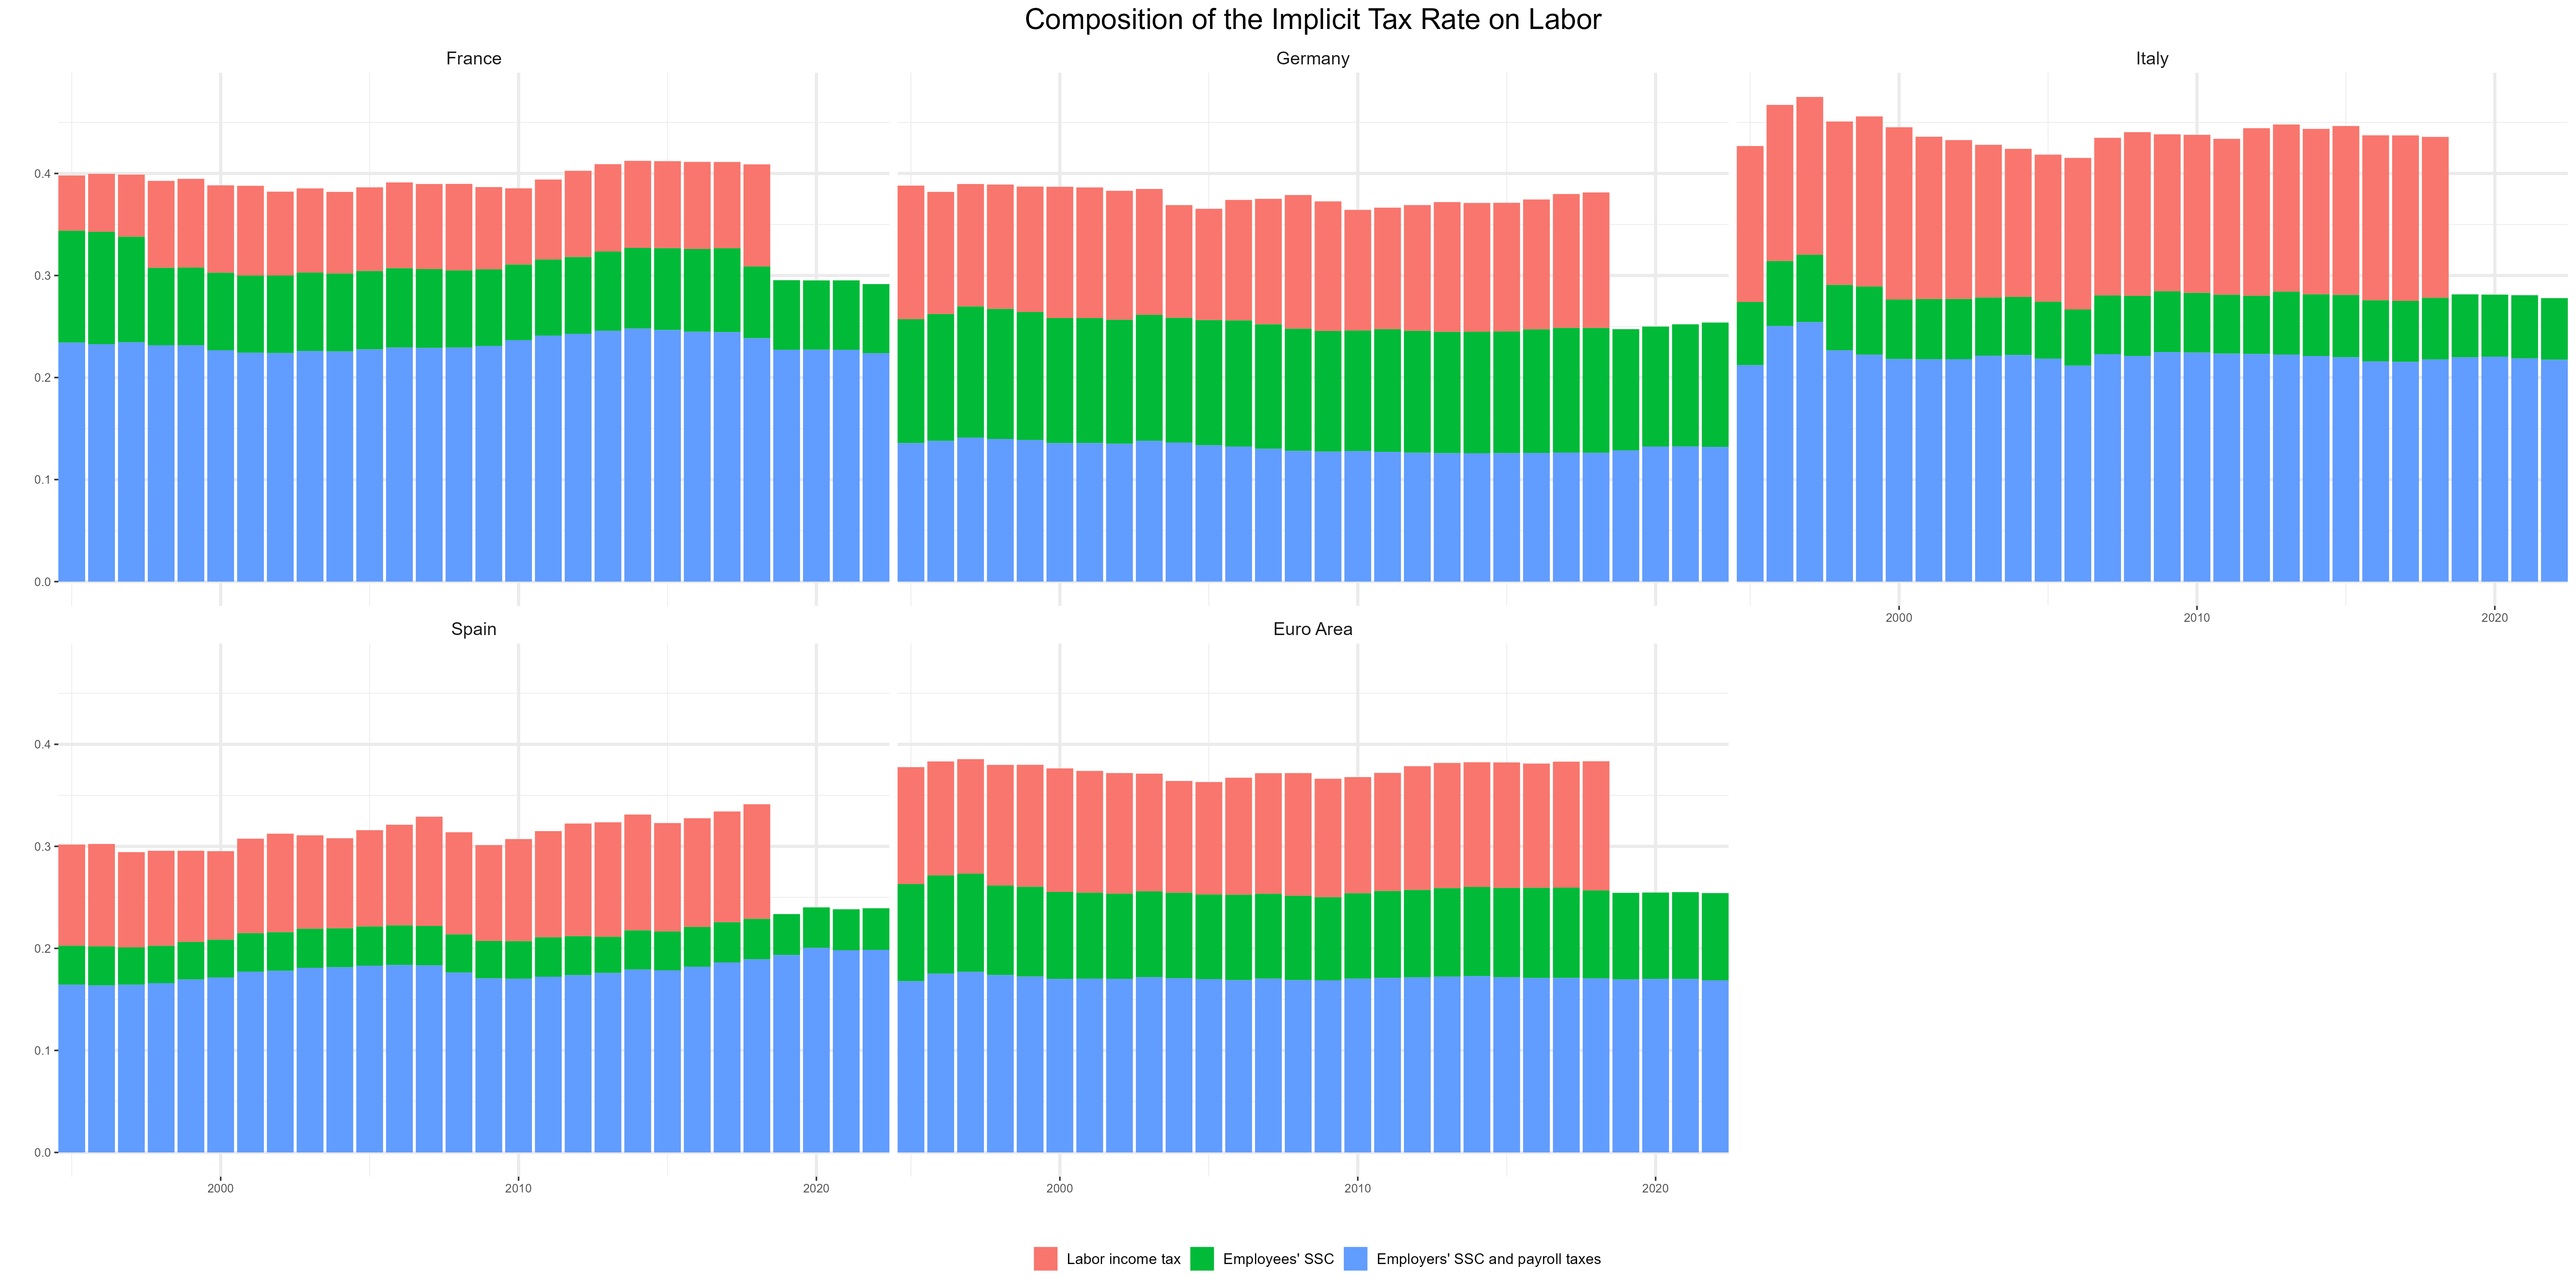 Composition of the Implicit Tax Rate on Labor
France
Germany
Italy
0.4
0.3
0.2
0.1
0.0
2000
2010
2020
Spain
Euro Area
0.4
0.3
0.2
0.1
0.0
2000
2010
2020
2000
2010
2020
Labor income tax
Employees' SSC
Employers' SSC and payroll taxes